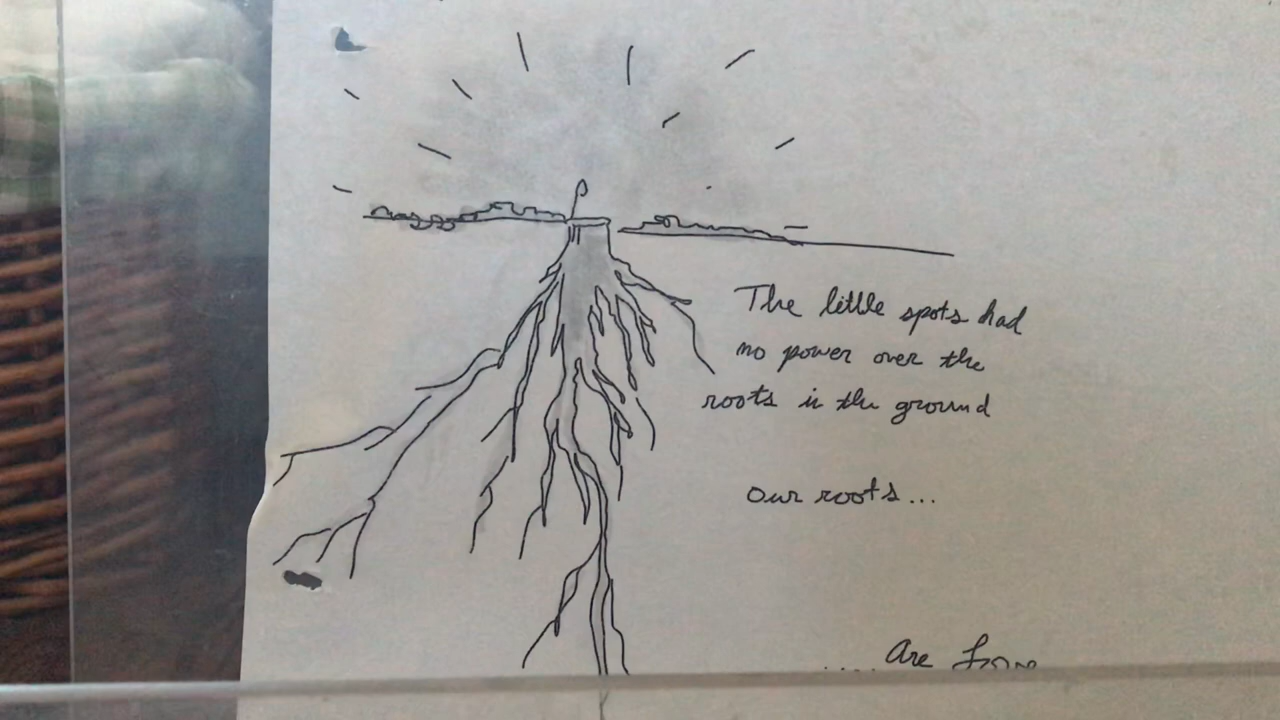 The little spots had
no power over the
roots in the ground
Our roots...
.....Are